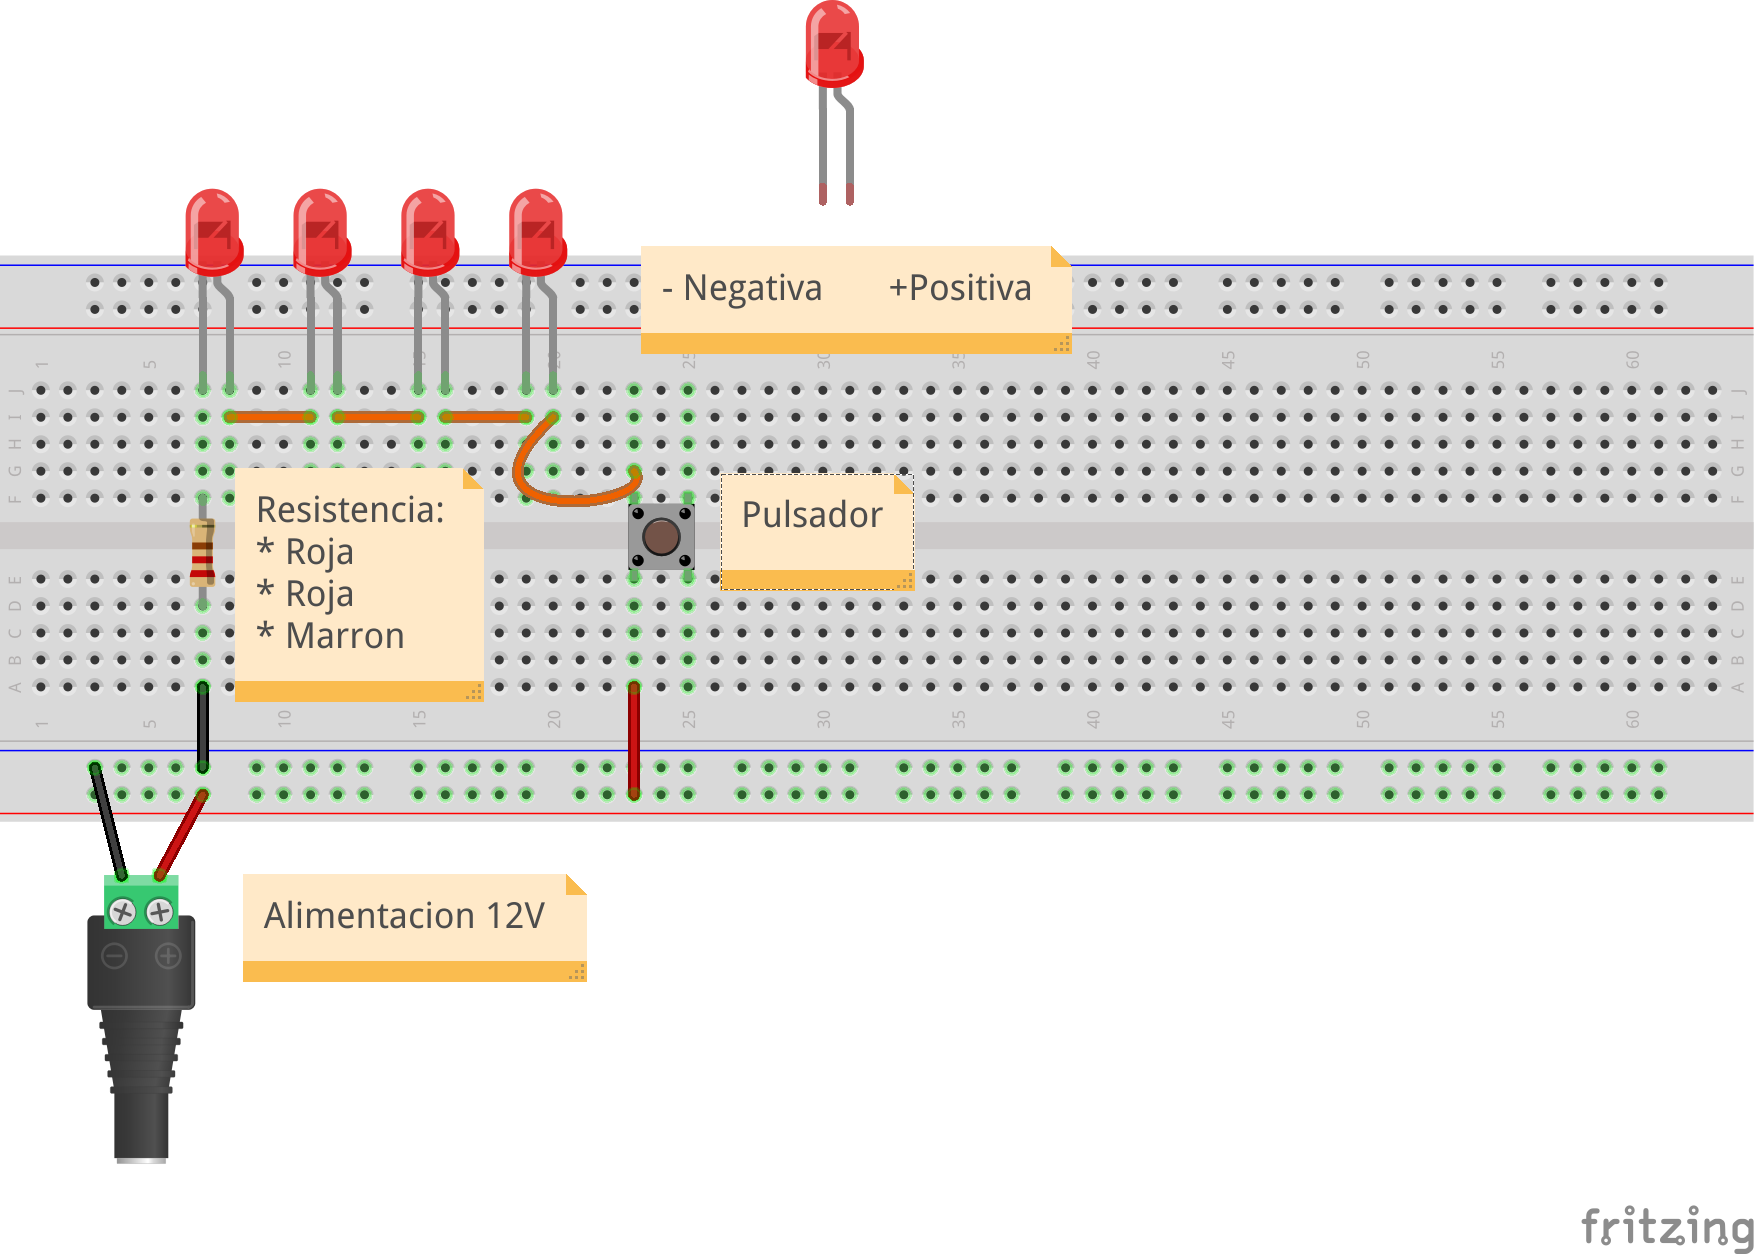 - Negativa +Positiva
1 5 10 15 20 25 30 35 40 45 50 55 60
J J
I I
H H
G G
F F
Resistencia:
* Roja
* Roja
* Marron
Pulsador
E E
D D
C C
B B
A A
1 5 10 15 20 25 30 35 40 45 50 55 60
Alimentacion 12V
fritzing